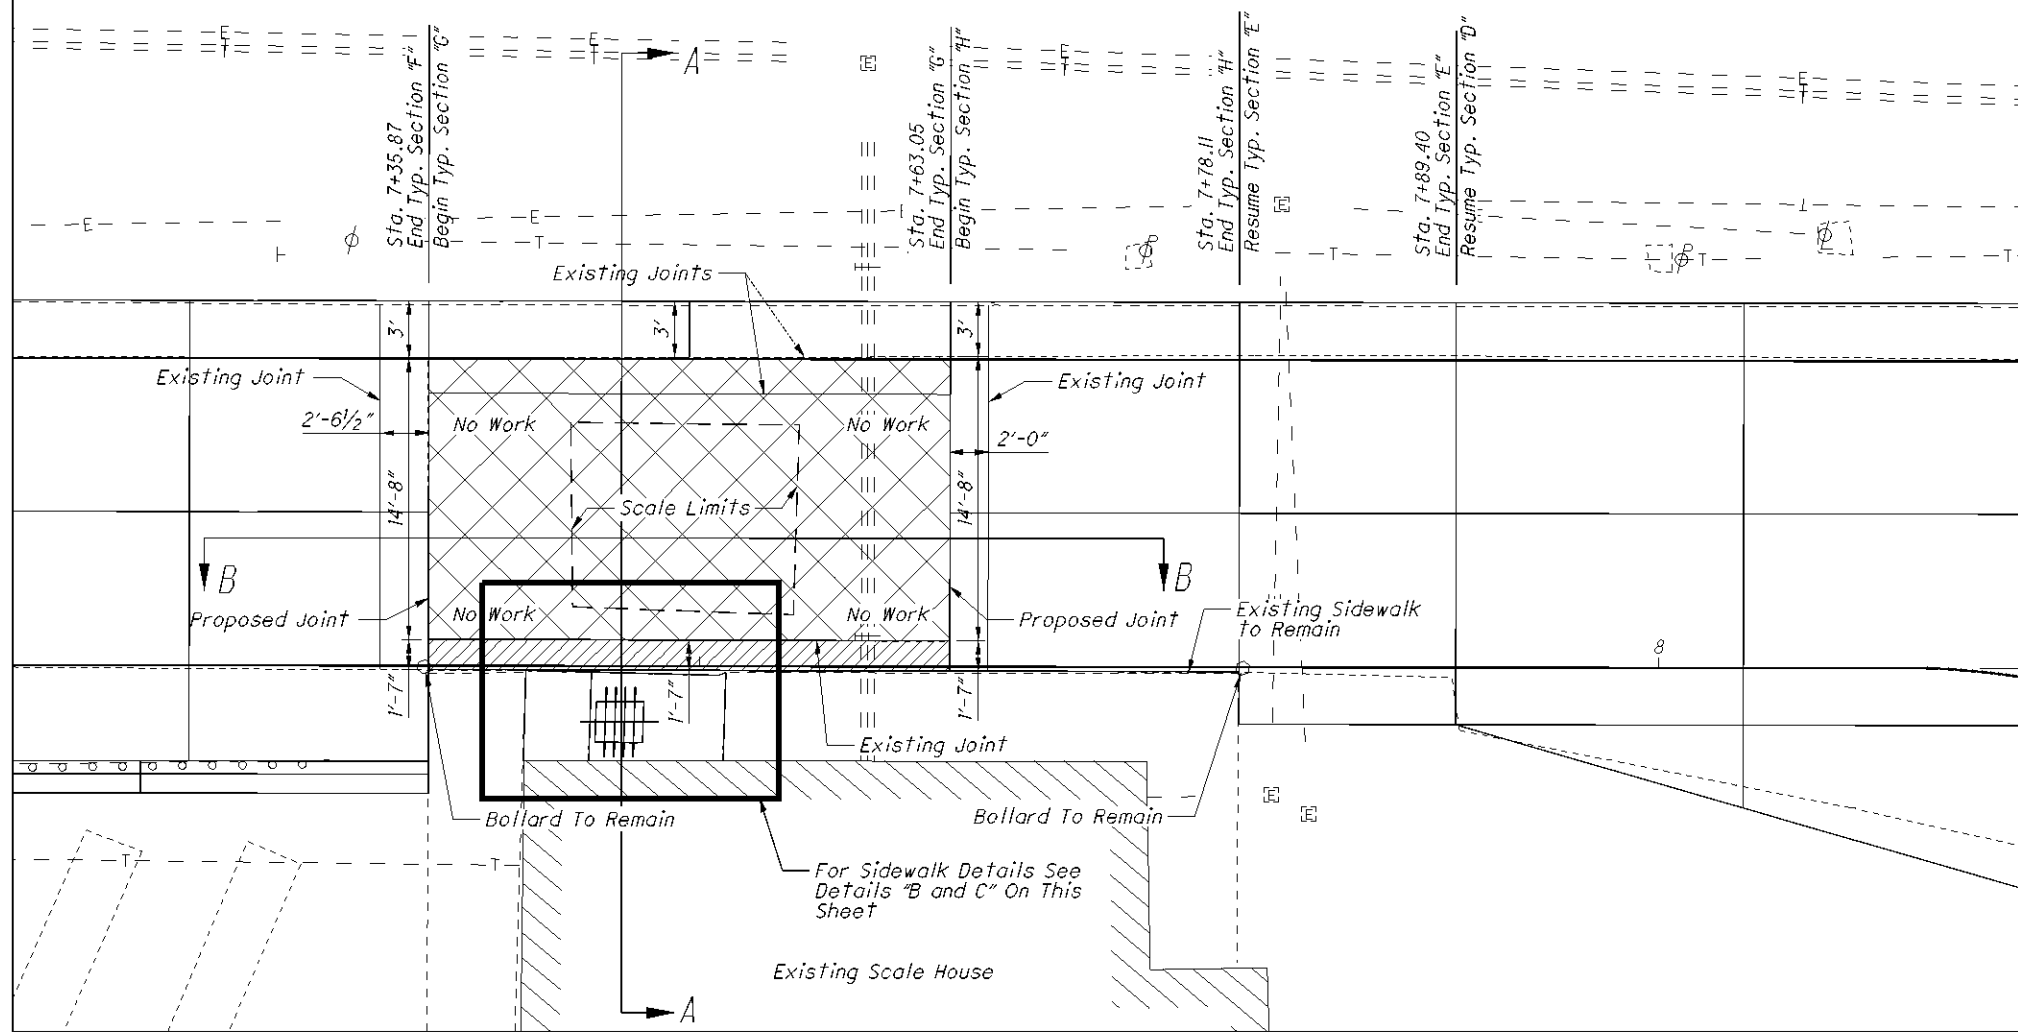 E
T
E
T
A
E
E
T
E
T
Sta. 7+35.87
End Typ. Section "F"
Begin Typ. Section "G"
Sta. 7+63.05
End Typ. Section "G"
Begin Typ. Section "H"
Sta. 7+78.11
End Typ. Section "H"
Resume Typ. Section "E"
Sta. 7+89.40
End Typ. Section "E"
Resume Typ. Section "D"
E
E
E
T
P
T
P
T
T
Existing Joints
3'
3'
3'
Existing Joint
Existing Joint
2'-6½"
No Work
No Work
2'-0"
14'-8"
Scale Limits
14'-8"
B
B
No Work
No Work
Proposed Joint
Proposed Joint
Existing Sidewalk
to Remain
8
1'-7"
1'-7"
1'-7"
Existing Joint
E
E
Bollard To Remain
Bollard To Remain
T
T
For Sidewalk Details See
Details "B and C" On This
Sheet
Existing Scale House
A